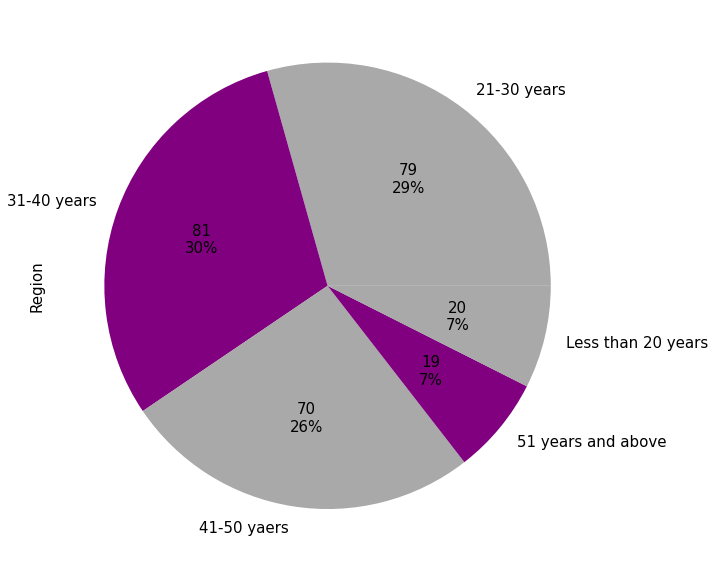 21-30 years
79
29%
31-40 years
81
30%
Region
20
7%
Less than 20 years
19
7%
70
26%
51 years and above
41-50 yaers